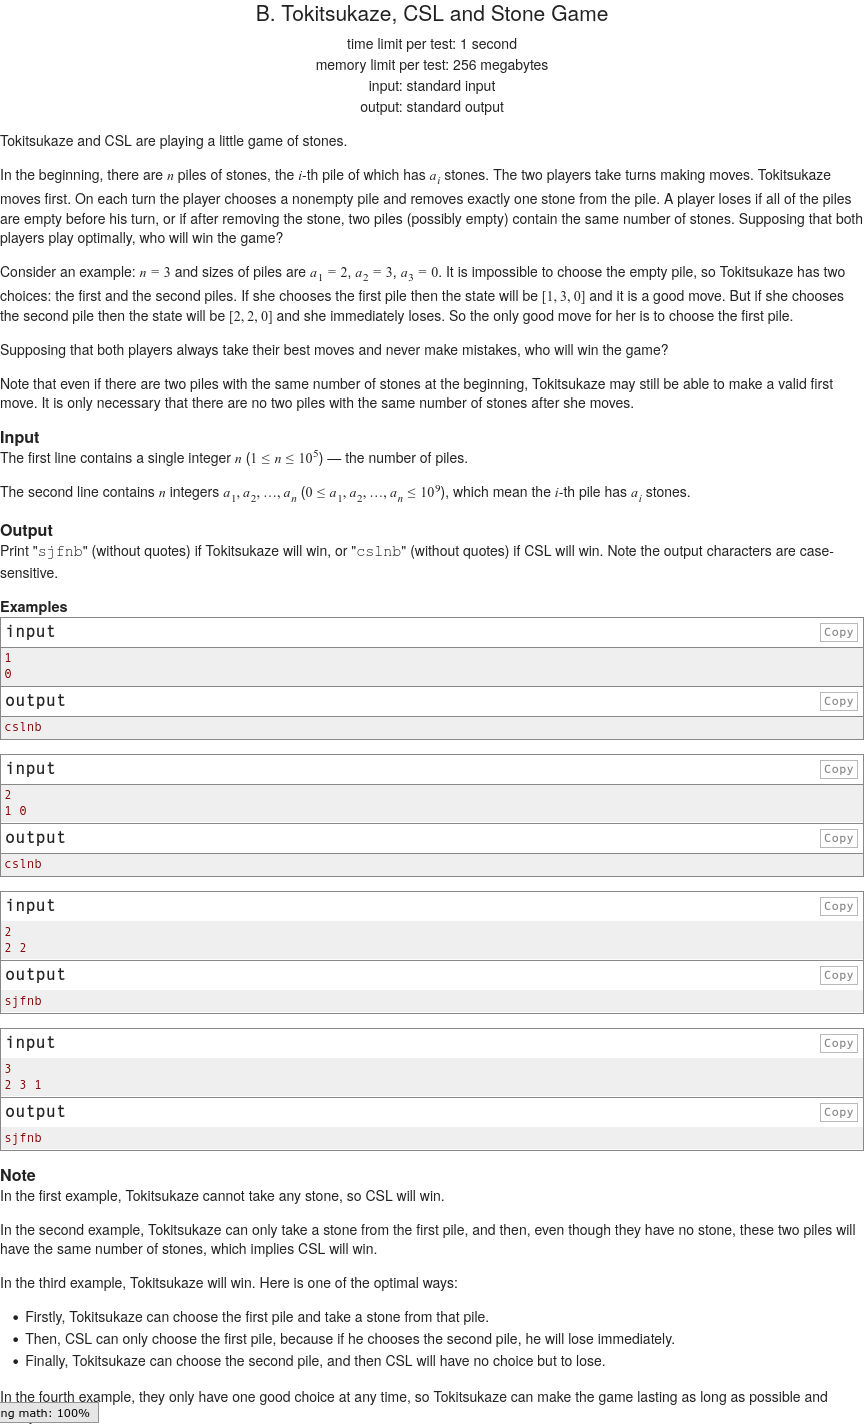 B. Tokitsukaze, CSL and Stone Game
time limit per test: 1 second
memory limit per test: 256 megabytes
input: standard input
output: standard output
Tokitsukaze and CSL are playing a little game of stones.
In the beginning, there are n piles of stones, the i-th pile of which has a_i stones. The two players take turns making moves. Tokitsukaze
moves first. On each turn the player chooses a nonempty pile and removes exactly one stone from the pile. A player loses if all of the piles
are empty before his turn, or if after removing the stone, two piles (possibly empty) contain the same number of stones. Supposing that both
players play optimally, who will win the game?
Consider an example: n = 3 and sizes of piles are a_1 = 2, a_2 = 3, a_3 = 0. It is impossible to choose the empty pile, so Tokitsukaze has two
choices: the first and the second piles. If she chooses the first pile then the state will be [1, 3, 0] and it is a good move. But if she chooses
the second pile then the state will be [2, 2, 0] and she immediately loses. So the only good move for her is to choose the first pile.
Supposing that both players always take their best moves and never make mistakes, who will win the game?
Note that even if there are two piles with the same number of stones at the beginning, Tokitsukaze may still be able to make a valid first
move. It is only necessary that there are no two piles with the same number of stones after she moves.
Input
The first line contains a single integer n (1 ≤ n ≤ 10^5) — the number of piles.
The second line contains n integers a_1, a_2, …, a_n (0 ≤ a_1, a_2, …, a_n ≤ 10^9), which mean the i-th pile has a_i stones.
Output
Print "sjfnb" (without quotes) if Tokitsukaze will win, or "cslnb" (without quotes) if CSL will win. Note the output characters are case-
sensitive.
Examples
input Copy
1
0
output Copy
cslnb
input Copy
2
1 0
output Copy
cslnb
input Copy
2
2 2
output Copy
sjfnb
input Copy
3
2 3 1
output Copy
sjfnb
Note
In the first example, Tokitsukaze cannot take any stone, so CSL will win.
In the second example, Tokitsukaze can only take a stone from the first pile, and then, even though they have no stone, these two piles will
have the same number of stones, which implies CSL will win.
In the third example, Tokitsukaze will win. Here is one of the optimal ways:
• Firstly, Tokitsukaze can choose the first pile and take a stone from that pile.
• Then, CSL can only choose the first pile, because if he chooses the second pile, he will lose immediately.
• Finally, Tokitsukaze can choose the second pile, and then CSL will have no choice but to lose.
In the fourth example, they only have one good choice at any time, so Tokitsukaze can make the game lasting as long as possible and
ng math: 100%